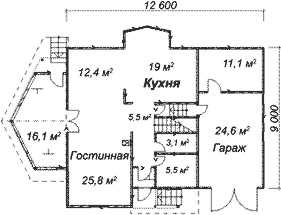 12 600
12,4 м²
19 м²
Кухня
11,1 м²
5,5 м²
24,6 м²
Гараж
9 000
16,1 м²
3,1 м²
Гостинная
5,5 м²
25,8 м²